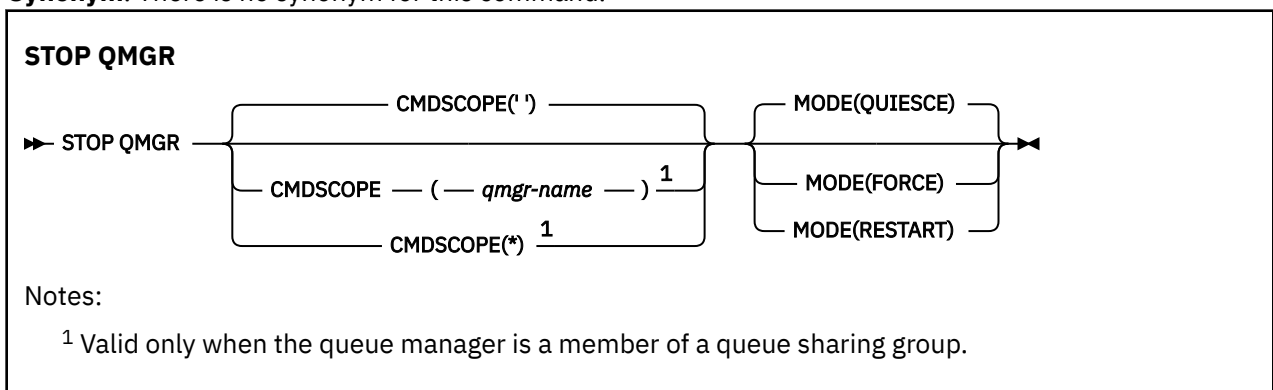 Synonym: There is no synonym for this command.
STOP QMGR
CMDSCOPE(' ')
MODE(QUIESCE)
STOP QMGR
CMDSCOPE ( qmgr-name ) 1
MODE(FORCE)
CMDSCOPE(*) 1
MODE(RESTART)
Notes:
1 Valid only when the queue manager is a member of a queue sharing group.